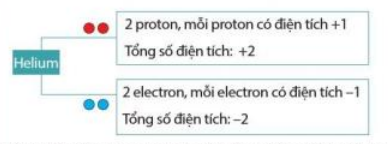 2 proton, mỗi proton có điện tích +1
Tổng số điện tích: +2
Helium
2 electron, mỗi electron có điện tích –1
Tổng số điện tích: –2